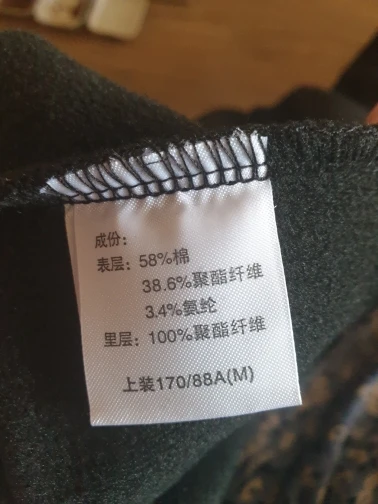 成份：
表层：58%棉
38.6%聚酯纤维
3.4%氨纶
里层：100%聚酯纤维
上装170/88A(M)